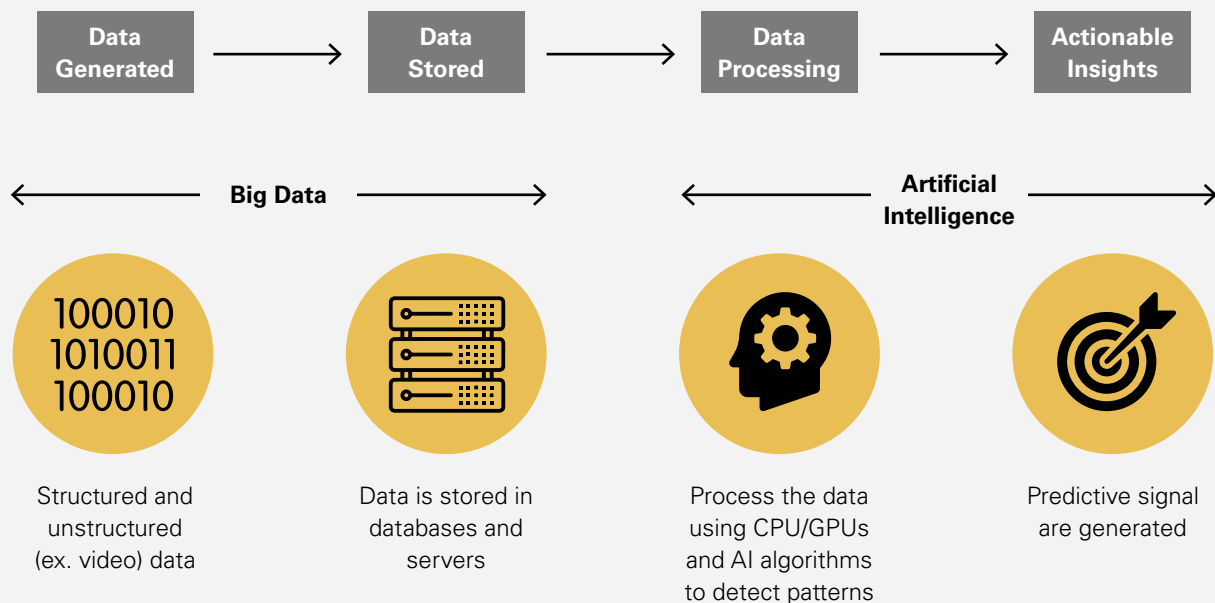 Data
Generated
Data
Stored
Data
Processing
Actionable
Insights
Big Data
Artificial
Intelligence
100010
1010011
100010
Structured and
unstructured
(ex. video) data
Data is stored in
databases and
servers
Process the data
using CPU/GPUs
and AI algorithms
to detect patterns
Predictive signal
are generated